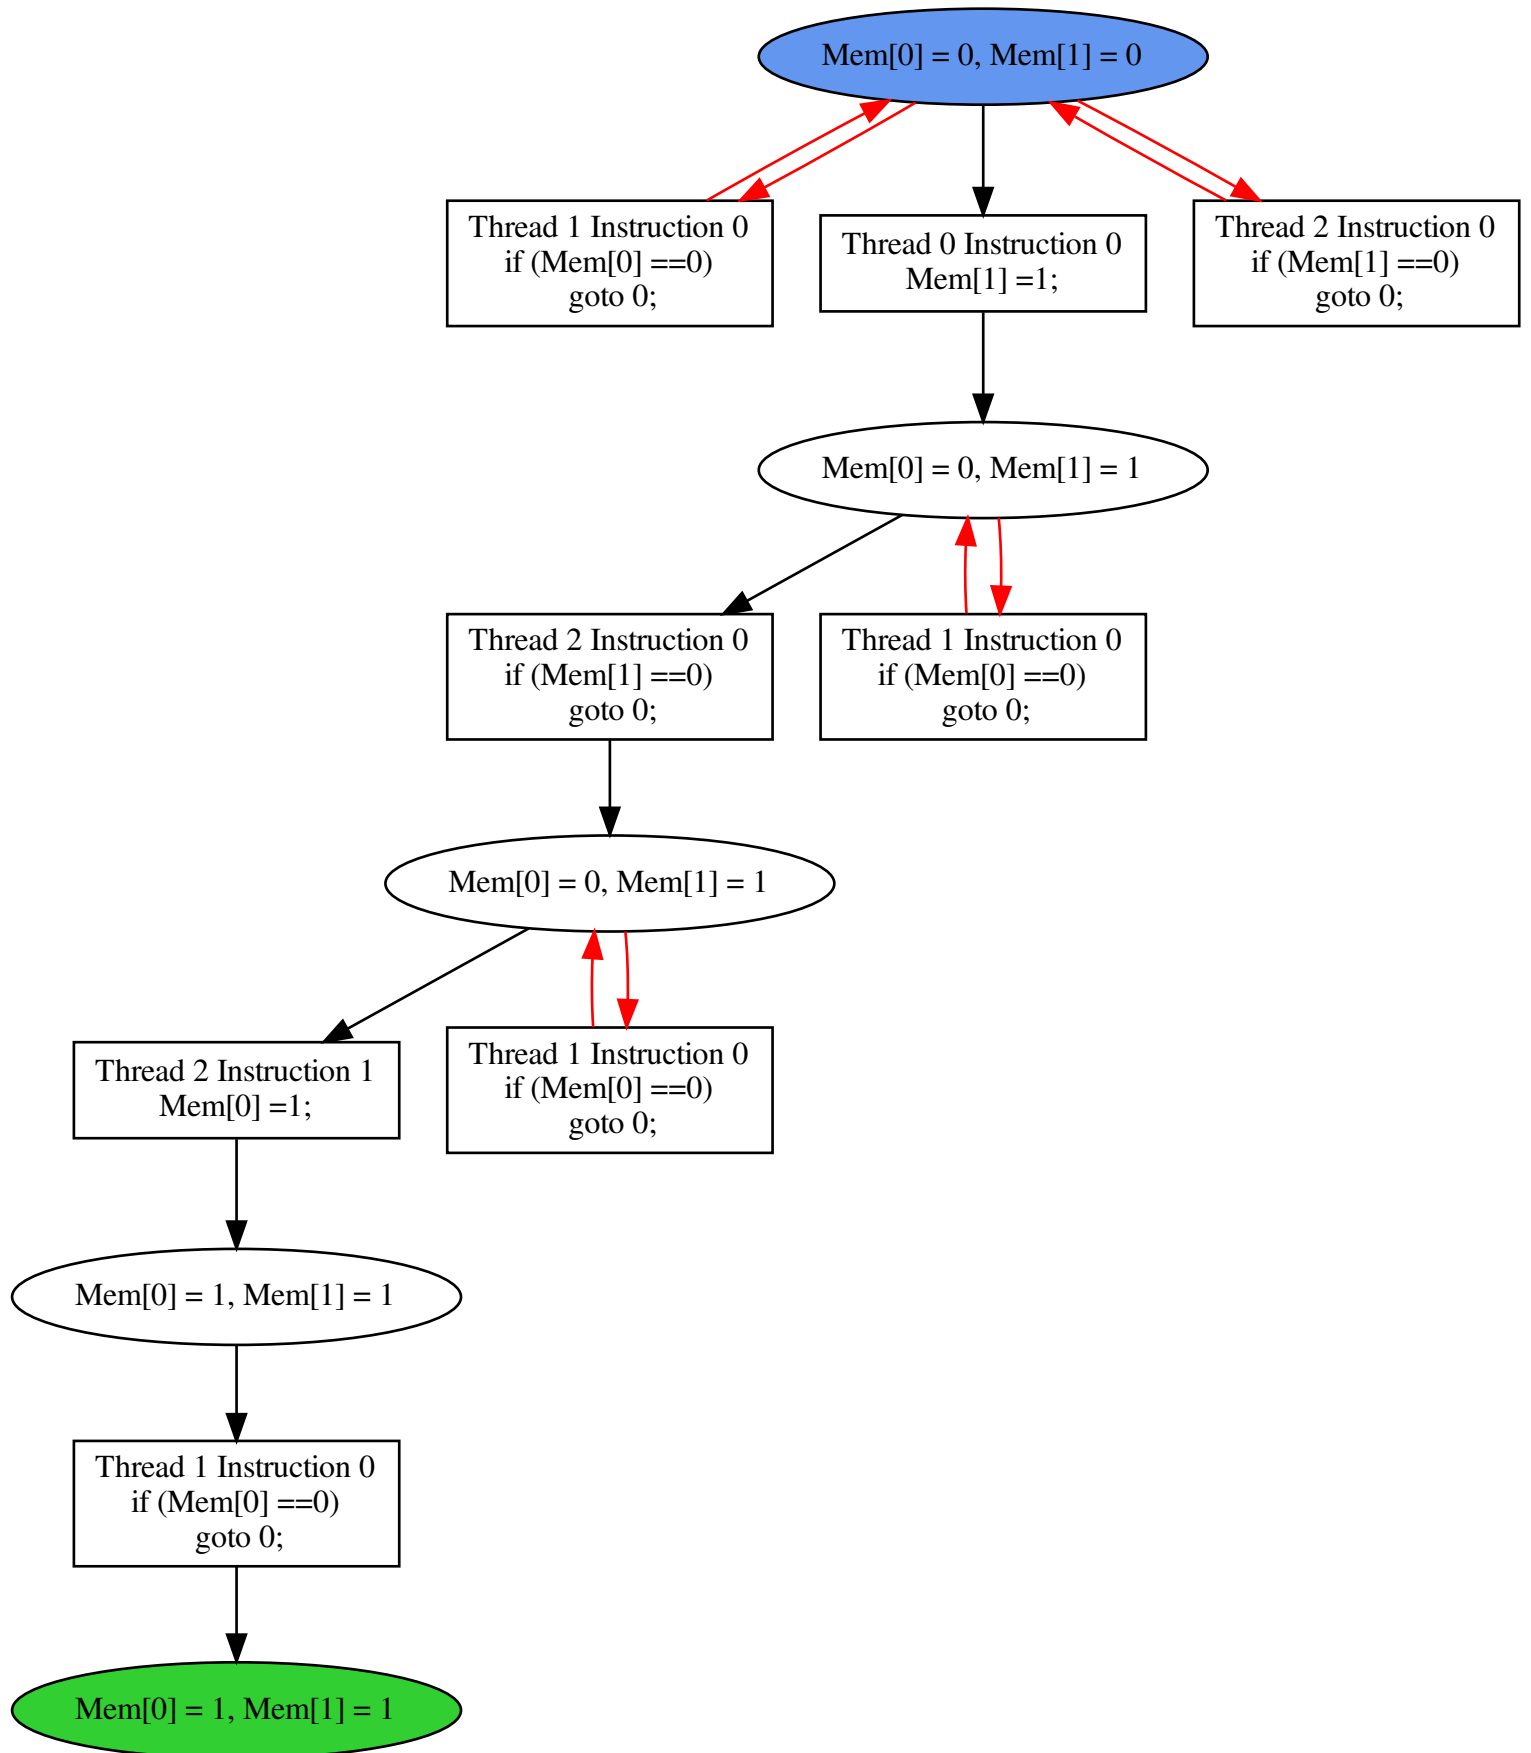 Mem[0] = 0, Mem[1] = 0
Thread 1 Instruction 0
if (Mem[0] ==0)
goto 0;
Thread 0 Instruction 0
Mem[1] =1;
Thread 2 Instruction 0
if (Mem[1] ==0)
goto 0;
Mem[0] = 0, Mem[1] = 1
Thread 2 Instruction 0
if (Mem[1] ==0)
goto 0;
Thread 1 Instruction 0
if (Mem[0] ==0)
goto 0;
Mem[0] = 0, Mem[1] = 1
Thread 2 Instruction 1
Mem[0] =1;
Thread 1 Instruction 0
if (Mem[0] ==0)
goto 0;
Mem[0] = 1, Mem[1] = 1
Thread 1 Instruction 0
if (Mem[0] ==0)
goto 0;
Mem[0] = 1, Mem[1] = 1